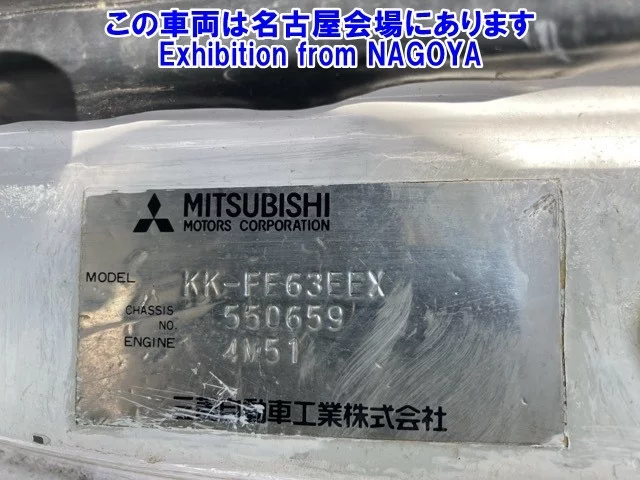 この車両は名古屋会場にあります
Exhibition from NAGOYA
MITSUBISHI
MOTORS CORPORATION
MODEL KK-FE63EEX
CHASSIS NO. 550659
ENGINE 4M51
三菱自動車工業株式会社